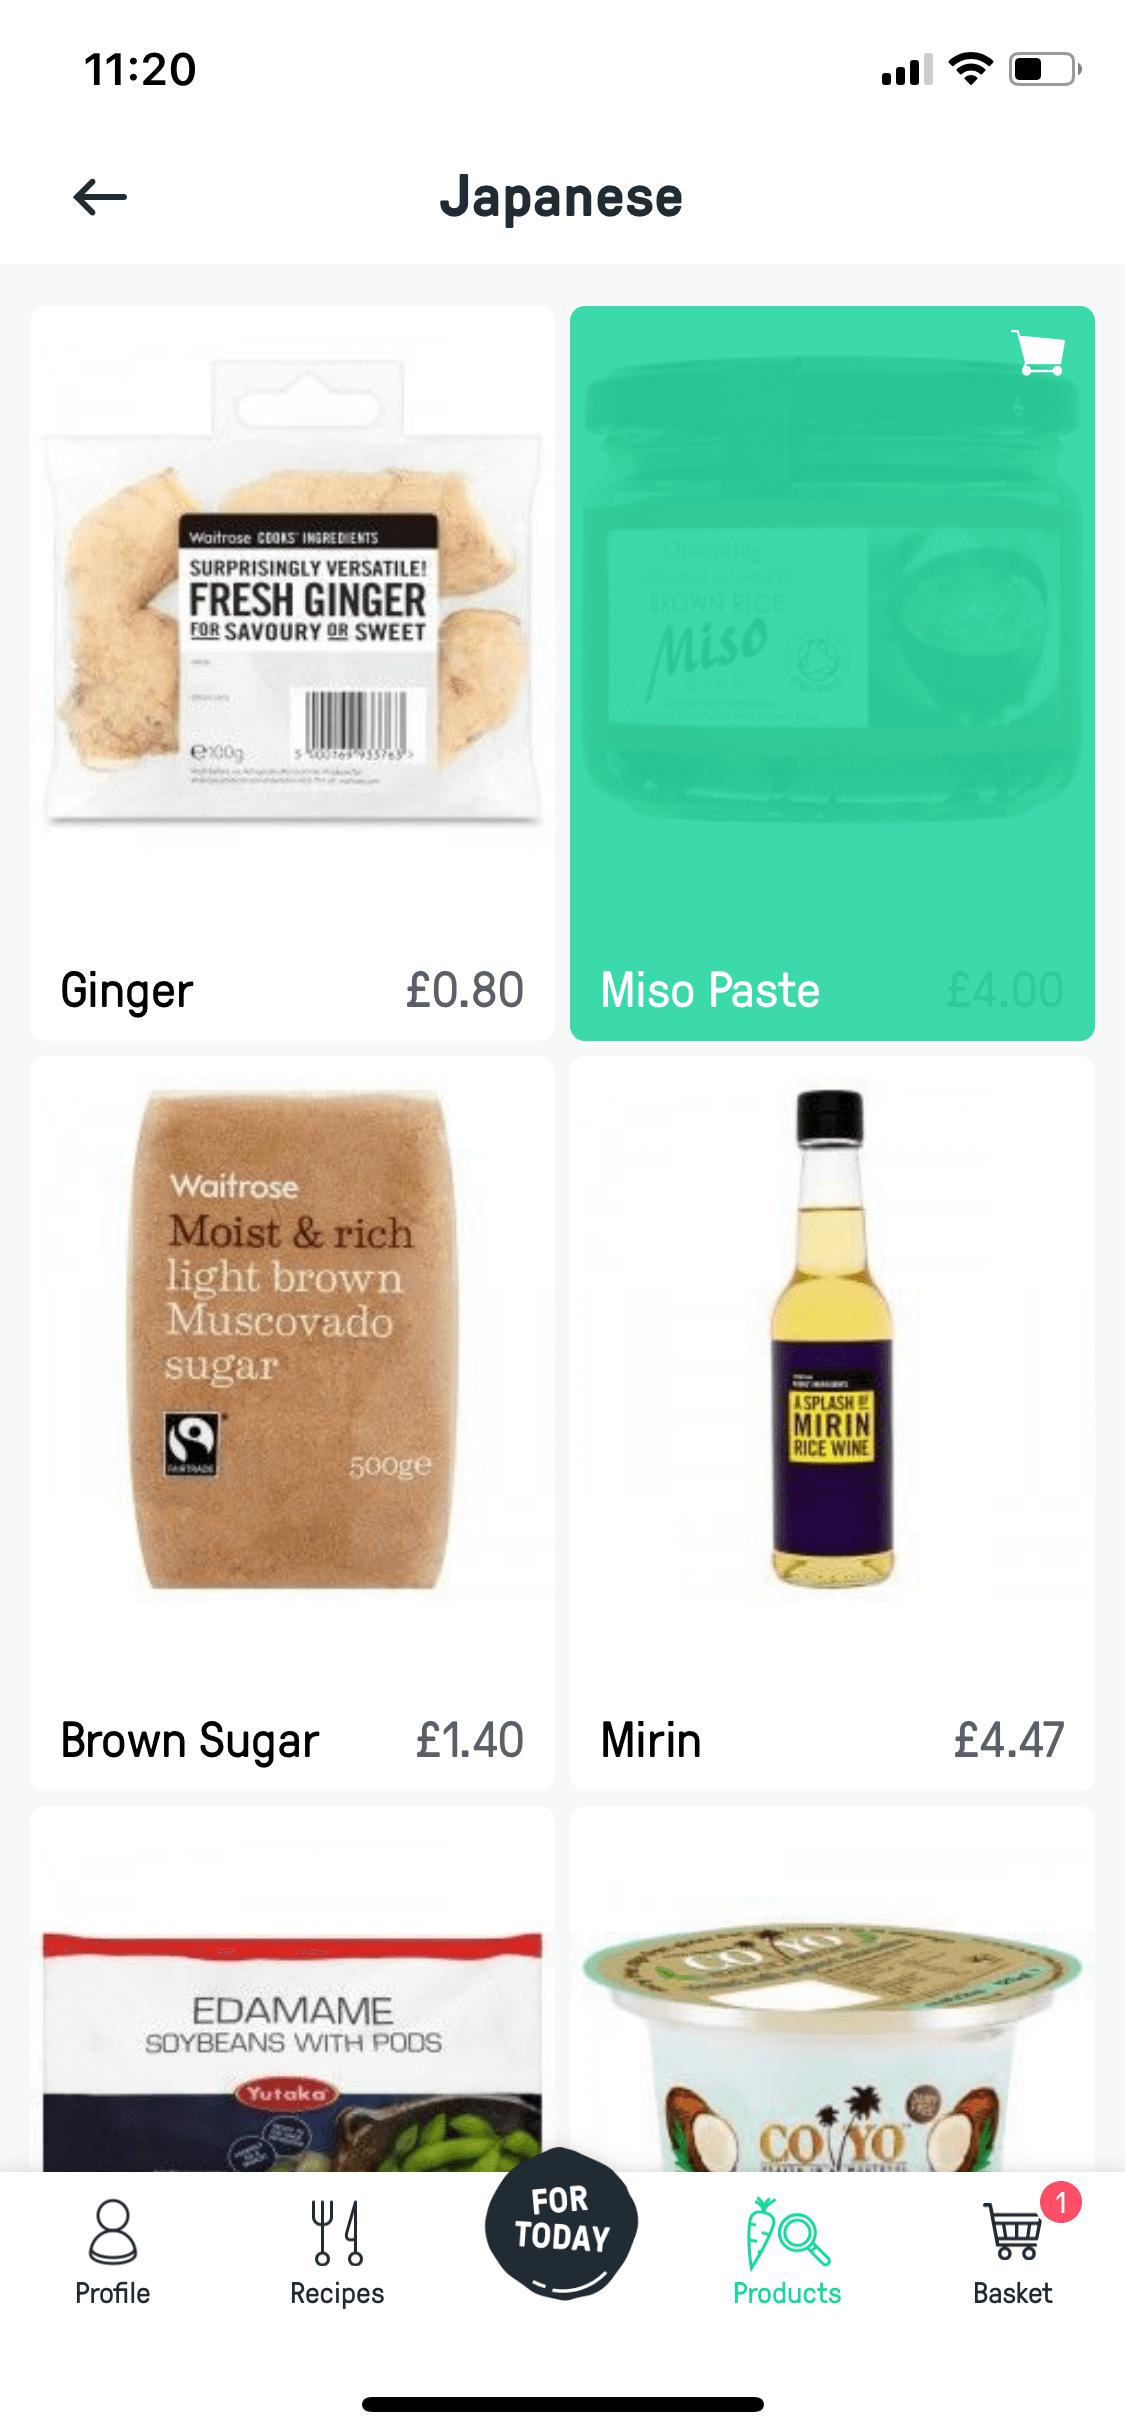 11:20
Japanese
Waitrose COOKS' INGREDIENTS
SURPRISINGLY VERSATILE!
FRESH GINGER
FOR SAVOURY OR SWEET
e100g
Ginger £0.80
Clearspring
ORGANIC JAPANESE
BROWN RICE
Miso
ORGANIC
Miso Paste £4.00
Waitrose
Moist & rich
light brown
Muscovado
sugar
FAIRTRADE
500ge
Brown Sugar £1.40
A SPLASH OF
MIRIN
RICE WINE
Mirin £4.47
EDAMAME
SOYBEANS WITH PODS
Yutaka
CO YO
CO YO
FOR
TODAY
Profile
Recipes
Products
1
Basket